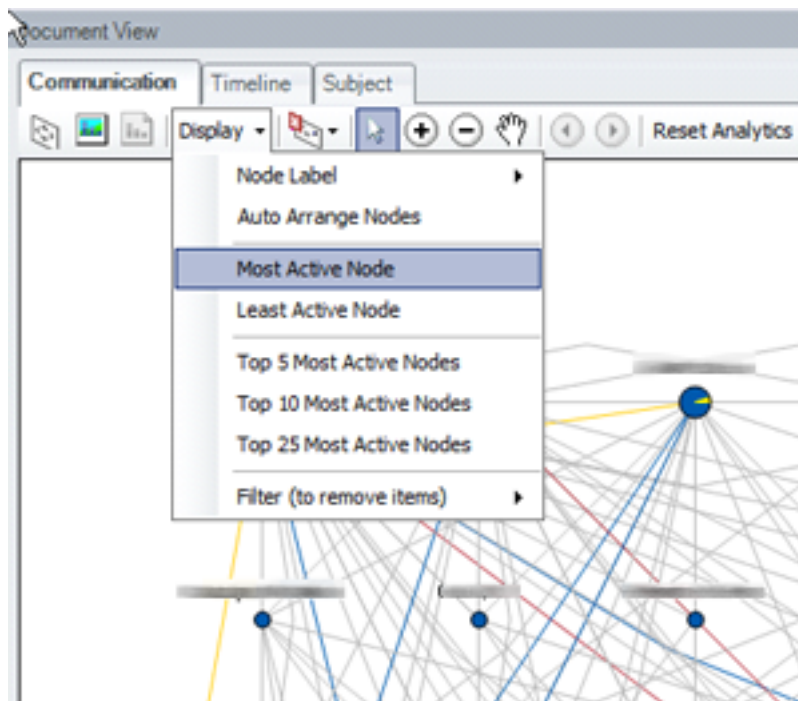 Document View
Communication Timeline Subject
Display Reset Analytics
Node Label
Auto Arrange Nodes
Most Active Node
Least Active Node
Top 5 Most Active Nodes
Top 10 Most Active Nodes
Top 25 Most Active Nodes
Filter (to remove items)